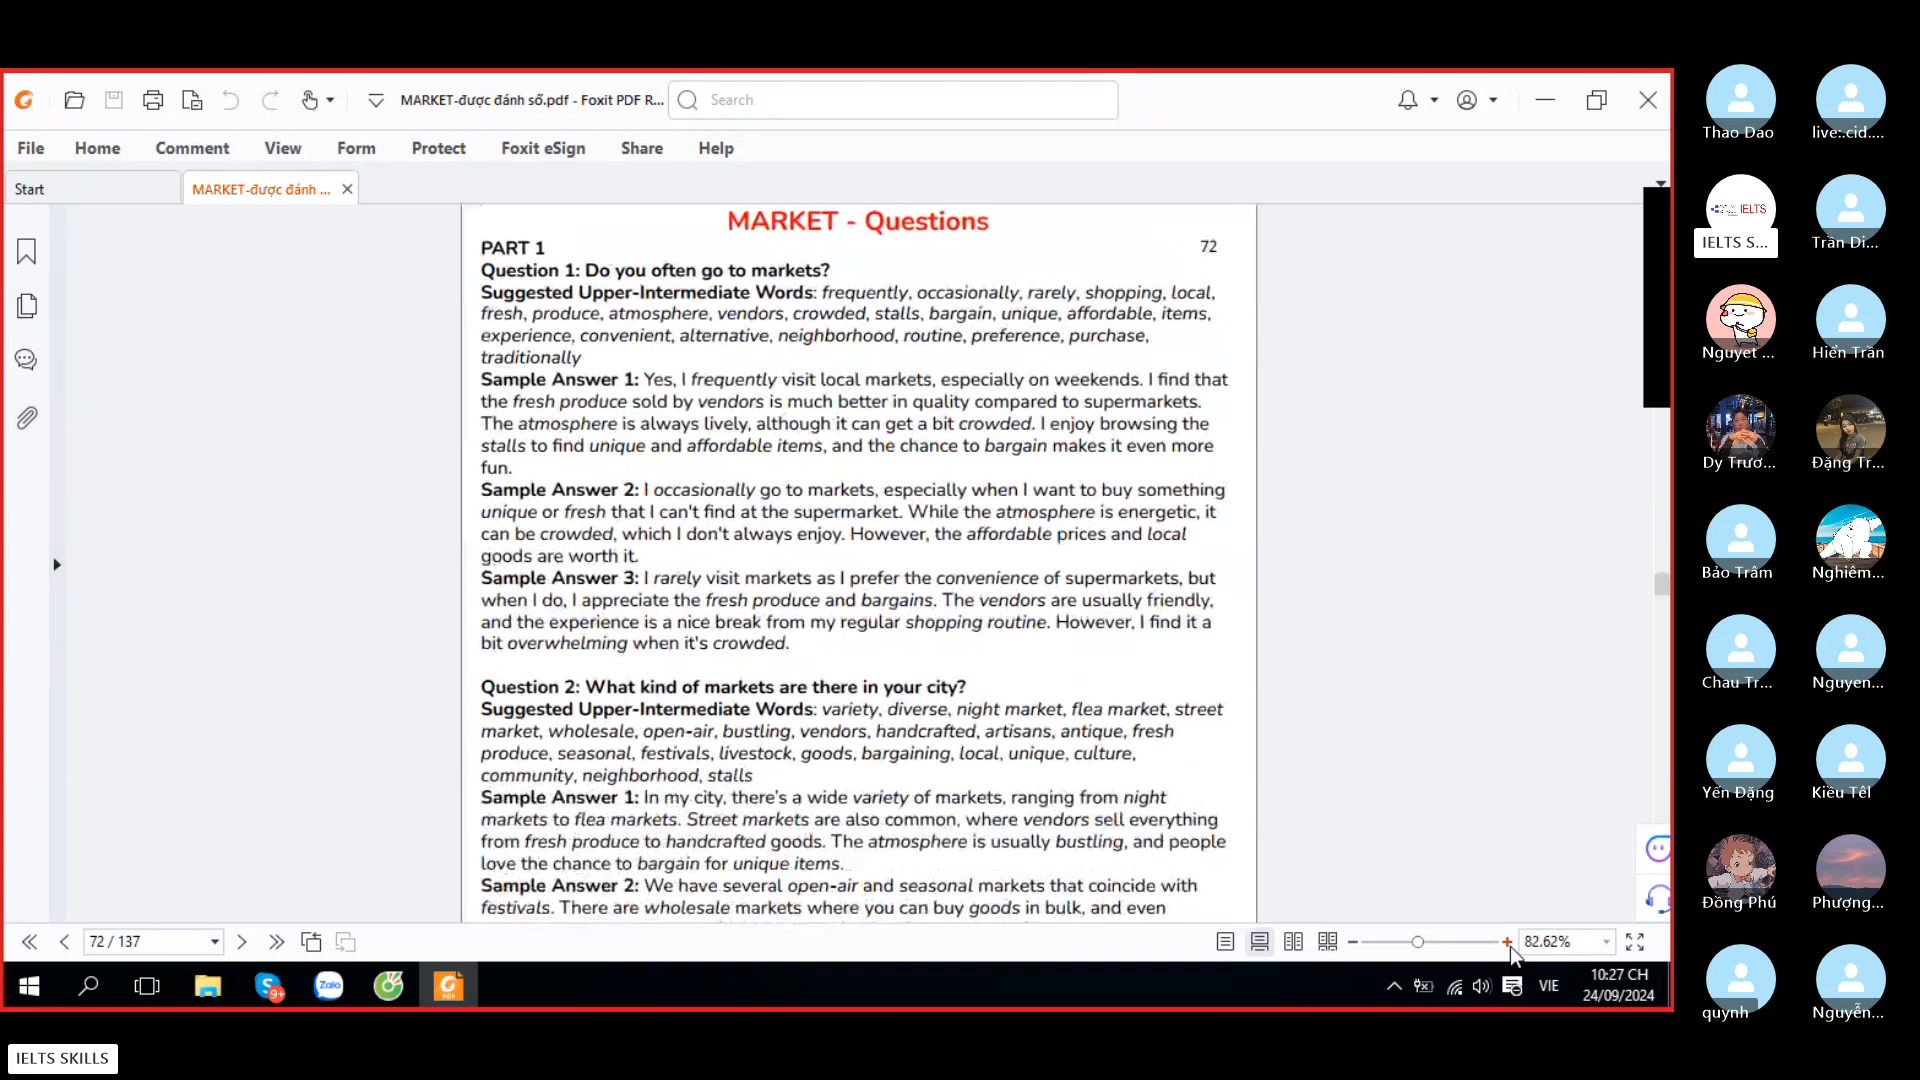 MARKET-được đánh số.pdf - Foxit PDF R...
Search
File Home Comment View Form Protect Foxit eSign Share Help
Start
MARKET-được đánh ...
MARKET - Questions
PART 1
72
Question 1: Do you often go to markets?
Suggested Upper-Intermediate Words: frequently, occasionally, rarely, shopping, local,
fresh, produce, atmosphere, vendors, crowded, stalls, bargain, unique, affordable, items,
experience, convenient, alternative, neighborhood, routine, preference, purchase,
traditionally
Sample Answer 1: Yes, I frequently visit local markets, especially on weekends. I find that
the fresh produce sold by vendors is much better in quality compared to supermarkets.
The atmosphere is always lively, although it can get a bit crowded. I enjoy browsing the
stalls to find unique and affordable items, and the chance to bargain makes it even more
fun.
Sample Answer 2: I occasionally go to markets, especially when I want to buy something
unique or fresh that I can't find at the supermarket. While the atmosphere is energetic, it
can be crowded, which I don't always enjoy. However, the affordable prices and local
goods are worth it.
Sample Answer 3: I rarely visit markets as I prefer the convenience of supermarkets, but
when I do, I appreciate the fresh produce and bargains. The vendors are usually friendly,
and the experience is a nice break from my regular shopping routine. However, I find it a
bit overwhelming when it's crowded.
Question 2: What kind of markets are there in your city?
Suggested Upper-Intermediate Words: variety, diverse, night market, flea market, street
market, wholesale, open-air, bustling, vendors, handcrafted, artisans, antique, fresh
produce, seasonal, festivals, livestock, goods, bargaining, local, unique, culture,
community, neighborhood, stalls
Sample Answer 1: In my city, there's a wide variety of markets, ranging from night
markets to flea markets. Street markets are also common, where vendors sell everything
from fresh produce to handcrafted goods. The atmosphere is usually bustling, and people
love the chance to bargain for unique items.
Sample Answer 2: We have several open-air and seasonal markets that coincide with
festivals. There are wholesale markets where you can buy goods in bulk, and even
72 / 137
82.62%
9+
Zalo
PDF
VIE
10:27 CH
24/09/2024
IELTS SKILLS
Thao Dao
live:.cid....
IELTS
IELTS S...
Trần Di...
Nguyet ...
Hiển Trần
Dy Trươ...
Đặng Tr...
Bảo Trâm
Nghiêm...
Chau Tr...
Nguyen...
Yến Đặng
Kiều Têl
Đồng Phú
Phượng...
quynh
Nguyễn...